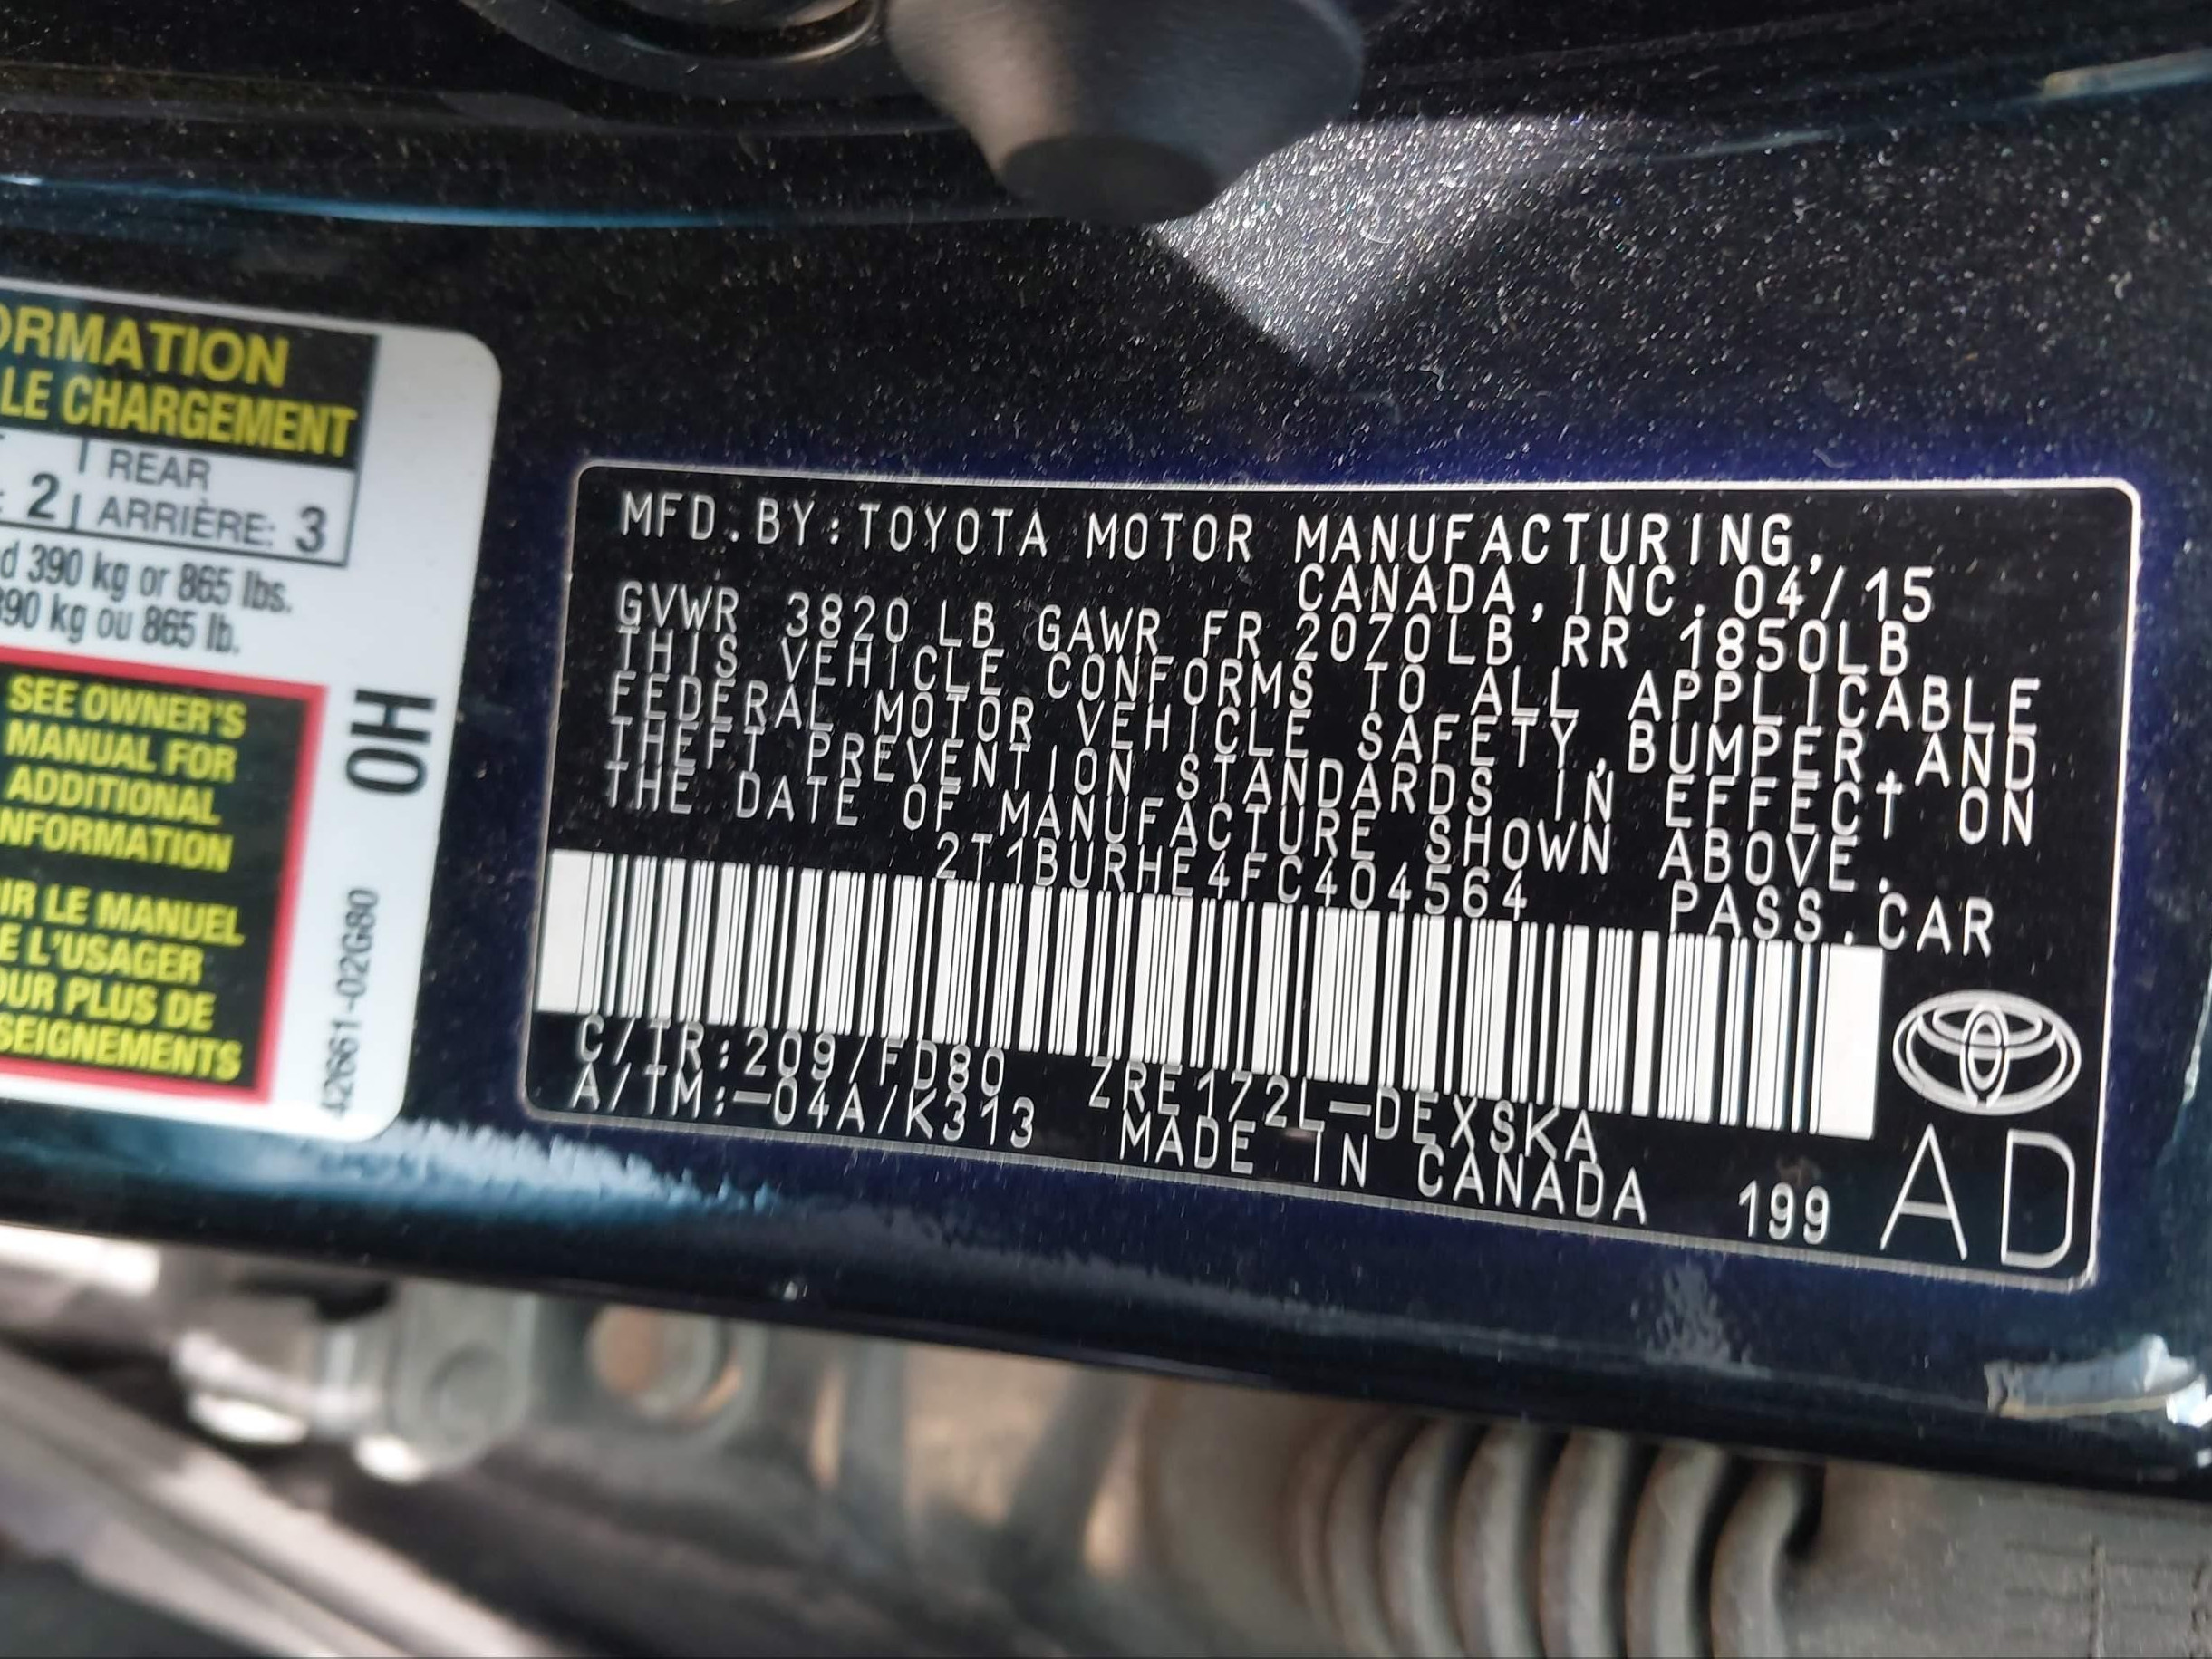 ORMATION
LE CHARGEMENT
REAR
2 ARRIÈRE: 3
d 390 kg or 865 lbs.
390 kg ou 865 lb.
SEE OWNER'S
MANUAL FOR
ADDITIONAL
NFORMATION
IR LE MANUEL
E L'USAGER
OUR PLUS DE
SEIGNEMENTS
0H
42661-02G80
MFD.BY:TOYOTA MOTOR MANUFACTURING,
CANADA,INC.04/15
GVWR 3820 LB GAWR FR 2070LB RR 1850LB
THIS VEHICLE CONFORMS TO ALL APPLICABLE
FEDERAL MOTOR VEHICLE SAFETY,BUMPER,AND
THEFT PREVENTION STANDARDS IN EFFECT ON
THE DATE OF MANUFACTURE SHOWN ABOVE.
2T1BURHE4FC404564 PASS.CAR
C/TR:209/FD80 ZRE172L-DEXSKA
A/TM:-04A/K313 MADE IN CANADA 199 AD